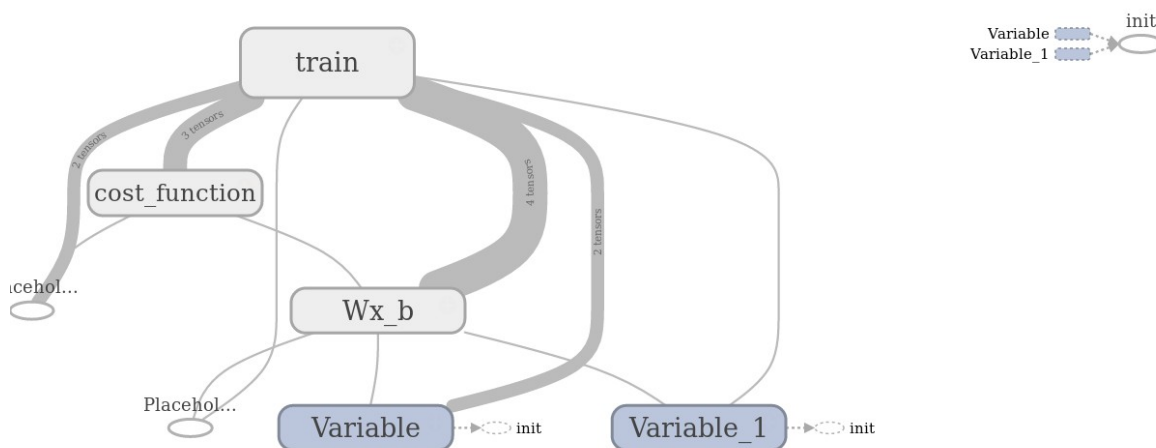 init
Variable
Variable_1
train
3 tensors
2 tensors
4 tensors
cost_function
2 tensors
acehol...
Wx_b
Placehol...
Variable
init
Variable_1
init